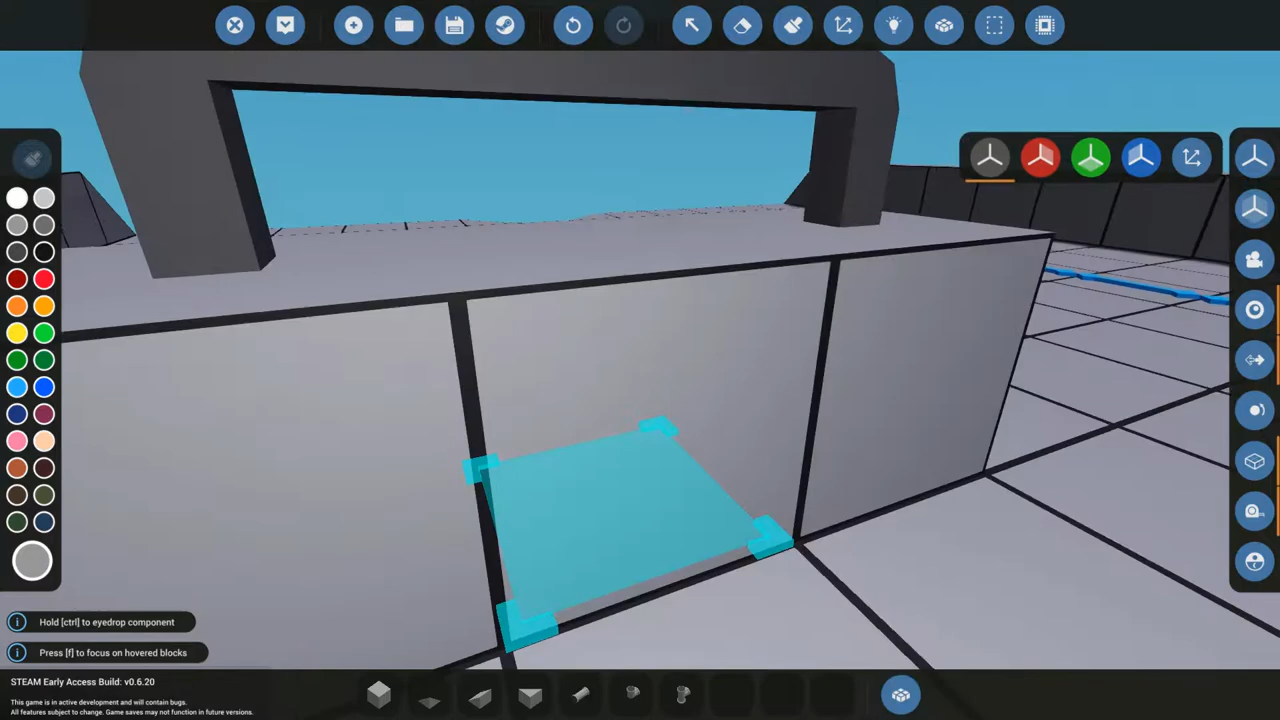 Hold [ctrl] to eyedrop component
Press [f] to focus on hovered blocks
STEAM Early Access Build: v0.6.20
This game is in active development and will contain bugs.
All features subject to change. Game saves may not function in future versions.